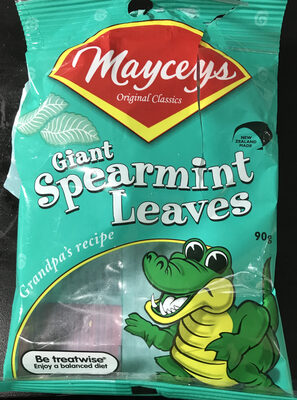 Mayceys
Original Classics
NEW
ZEALAND
MADE
Giant
Spearmint
Leaves
90g
Grandpa's recipe
Be treatwise®
Enjoy a balanced diet